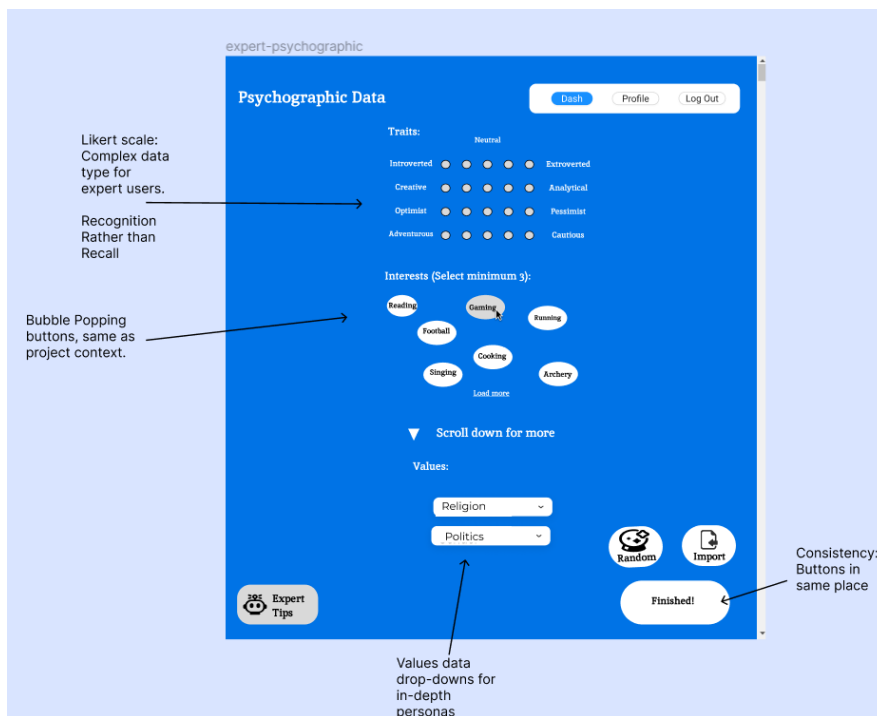 expert-psychographic
Psychographic Data
Dash
Profile
Log Out
Likert scale:
Complex data
type for
expert users.
Recognition
Rather than
Recall
Traits:
Neutral
Introverted
Extroverted
Creative
Analytical
Optimist
Pessimist
Adventurous
Cautious
Interests (Select minimum 3):
Bubble Popping
buttons, same as
project context.
Reading
Gaming
Running
Football
Cooking
Singing
Archery
Load more
Scroll down for more
Values:
Religion
Politics
Random
Import
Consistency:
Buttons in
same place
Finished!
Expert
Tips
Values data
drop-downs for
in-depth
personas